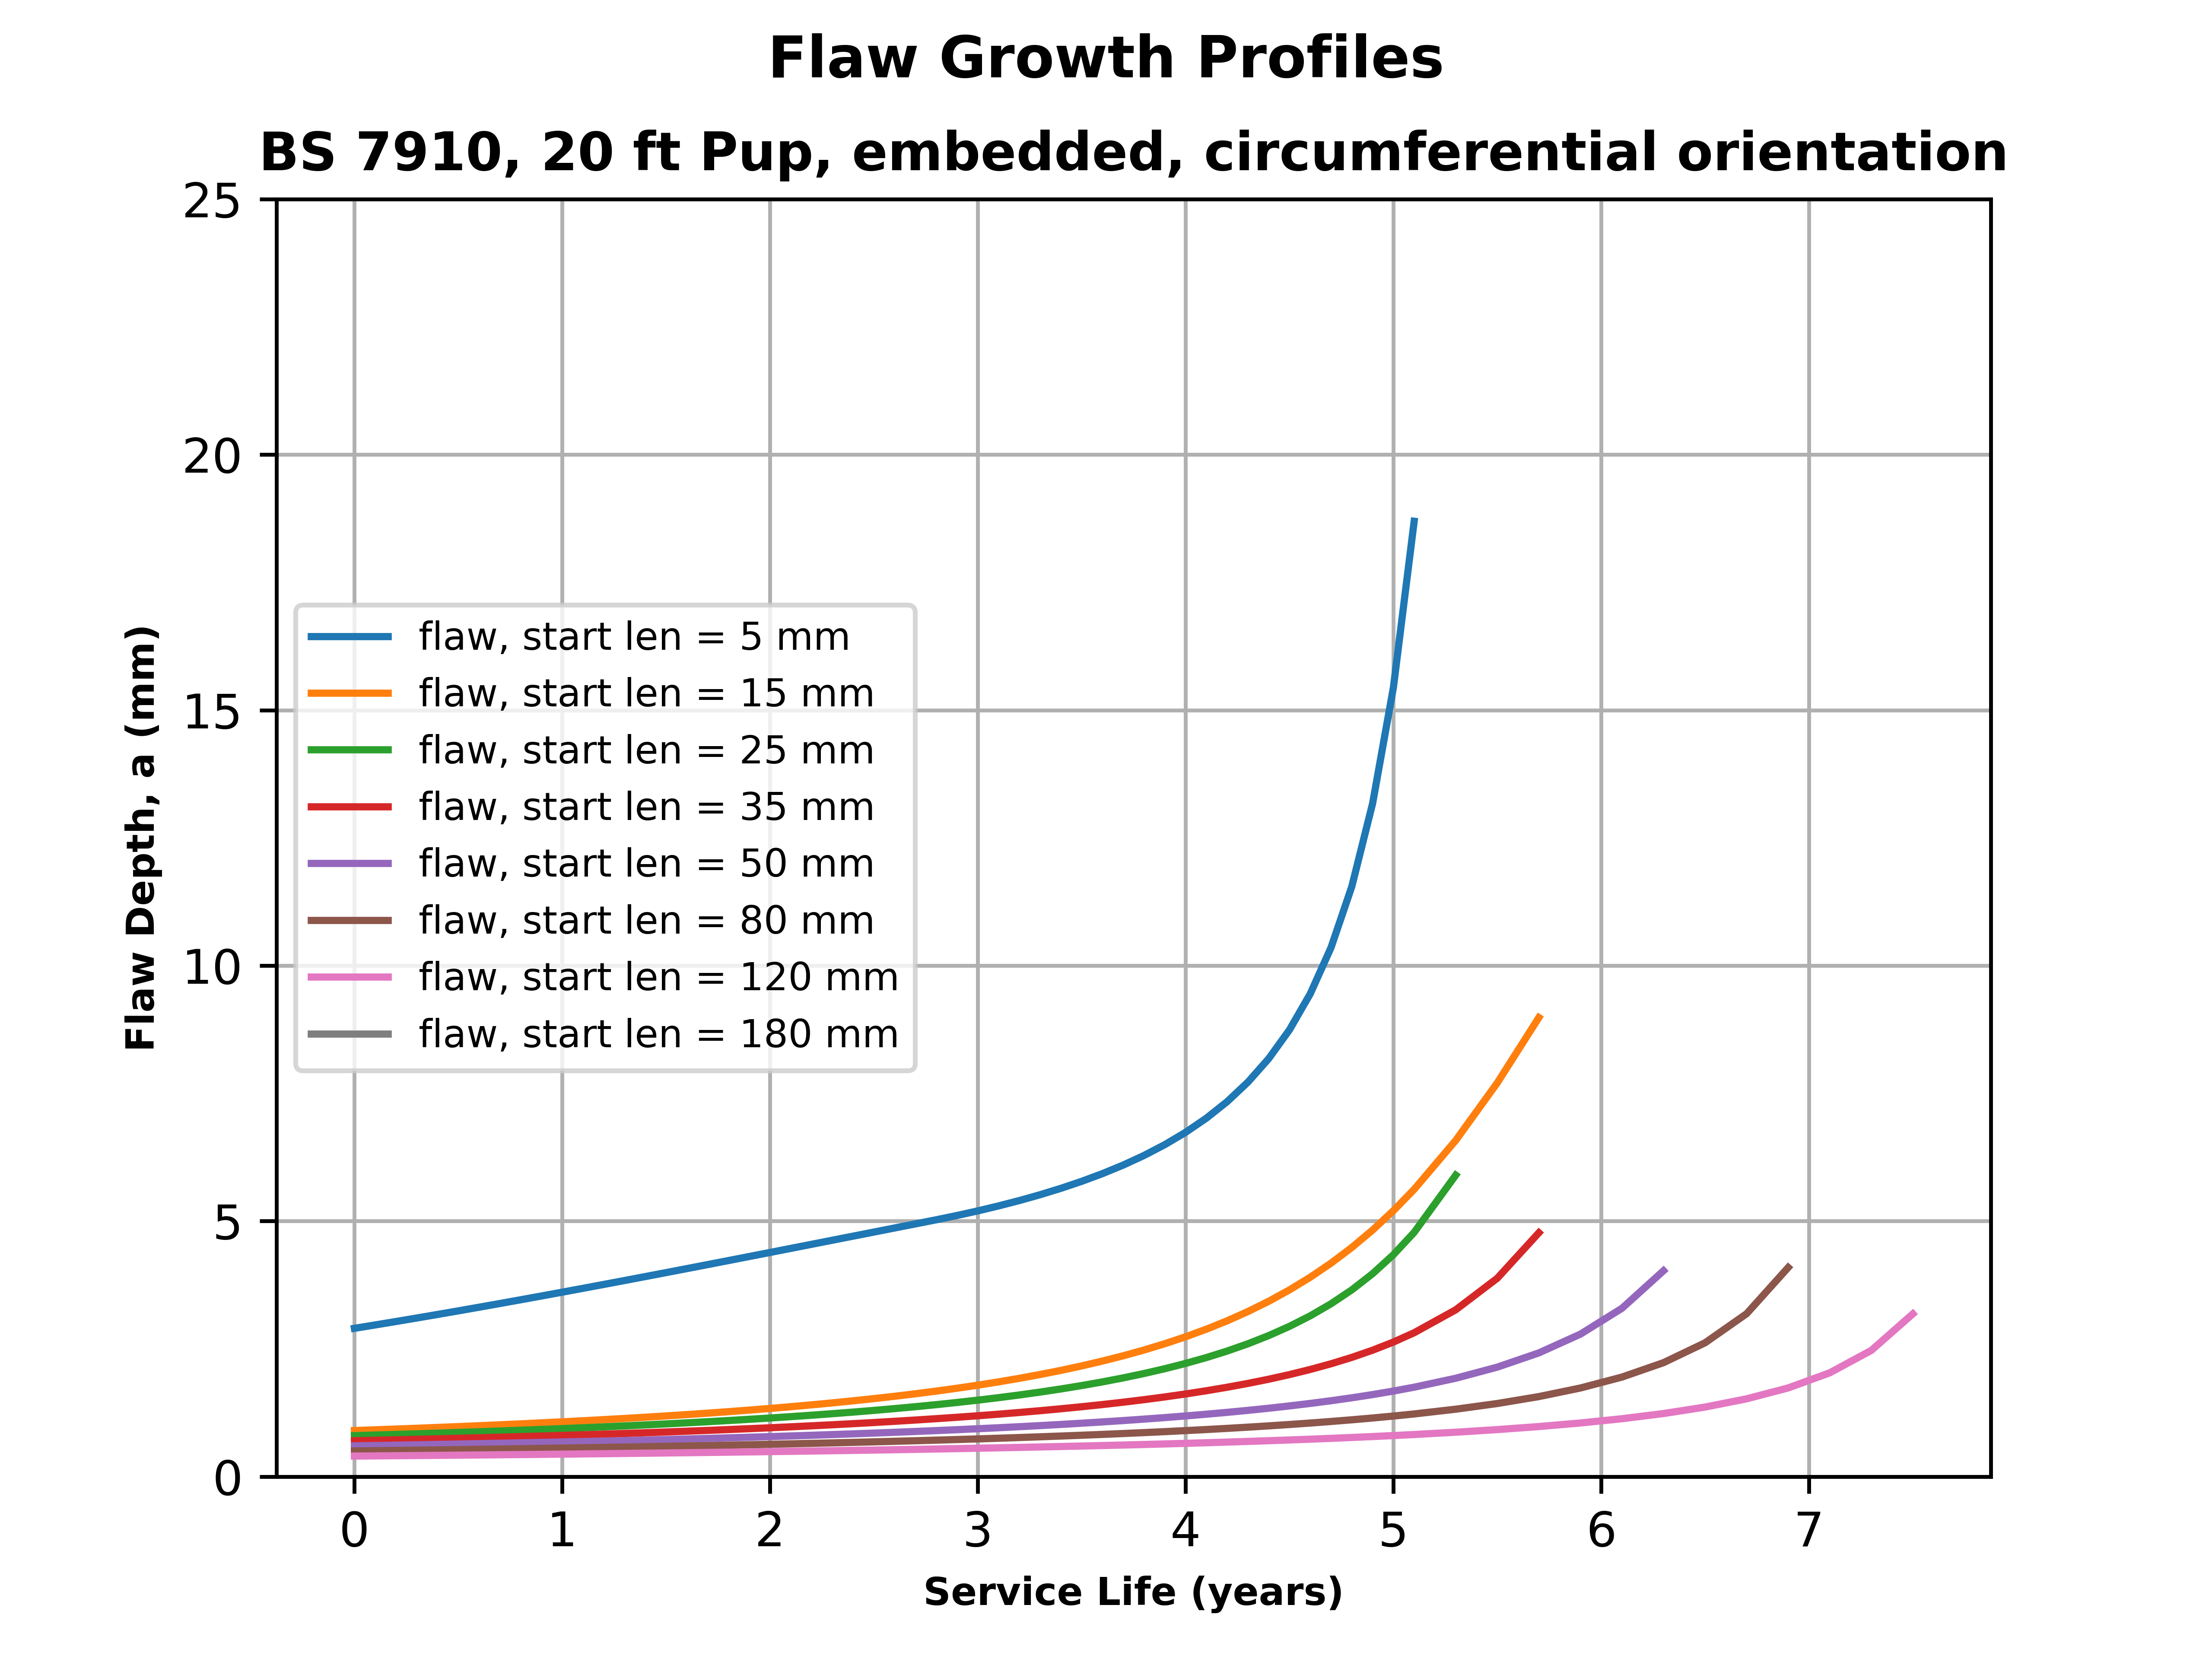 Flaw Growth Profiles
BS 7910, 20 ft Pup, embedded, circumferential orientation
25
20
15
10
5
0
Flaw Depth, a (mm)
flaw, start len = 5 mm
flaw, start len = 15 mm
flaw, start len = 25 mm
flaw, start len = 35 mm
flaw, start len = 50 mm
flaw, start len = 80 mm
flaw, start len = 120 mm
flaw, start len = 180 mm
0 1 2 3 4 5 6 7
Service Life (years)